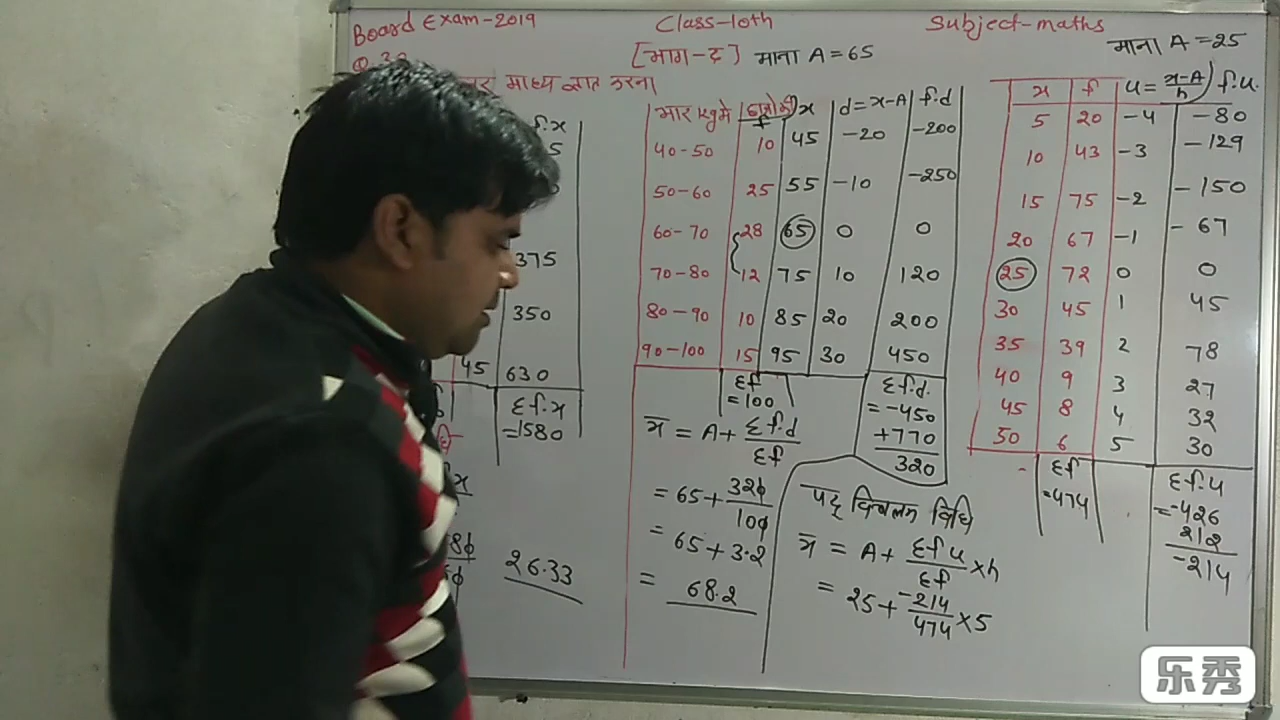 Board Exam-2019 Class-10th Subject-maths
[भाग-द] माना A=65 माना A=25
माध्य ज्ञात करना
f.x
5
375
350
45 630
Σf.x
=1580
26.33
भार kgमे f x d=x-A f.d
40-50 10 45 -20 -200
50-60 25 55 -10 -250
60-70 28 65 0 0
70-80 12 75 10 120
80-90 10 85 20 200
90-100 15 95 30 450
Σf
=100
Σf.d.
=-450
+770
320
x̄ = A+ Σf.d/Σf
= 65+ 320/100
= 65+3.2
= 68.2
x f u=(x-A/h) f.u.
5 20 -4 -80
10 43 -3 -129
15 75 -2 -150
20 67 -1 -67
25 72 0 0
30 45 1 45
35 39 2 78
40 9 3 27
45 8 4 32
50 6 5 30
Σf
=474
Σf.u
=-426
212
-214
पद विचलन विधि
x̄ = A+ Σfu/Σf ×h
= 25+ -214/474 ×5
乐秀